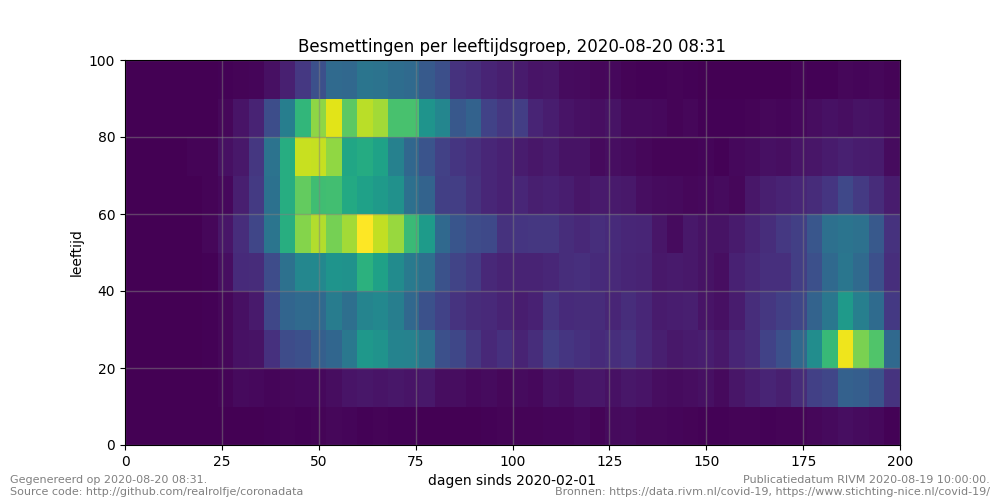 Besmettingen per leeftijdsgroep, 2020-08-20 08:31
100
80
60
40
20
0
leeftijd
0 25 50 75 100 125 150 175 200
dagen sinds 2020-02-01
Gegenereerd op 2020-08-20 08:31.
Source code: http://github.com/realrolfje/coronadata
Publicatiedatum RIVM 2020-08-19 10:00:00.
Bronnen: https://data.rivm.nl/covid-19, https://www.stichting-nice.nl/covid-19/